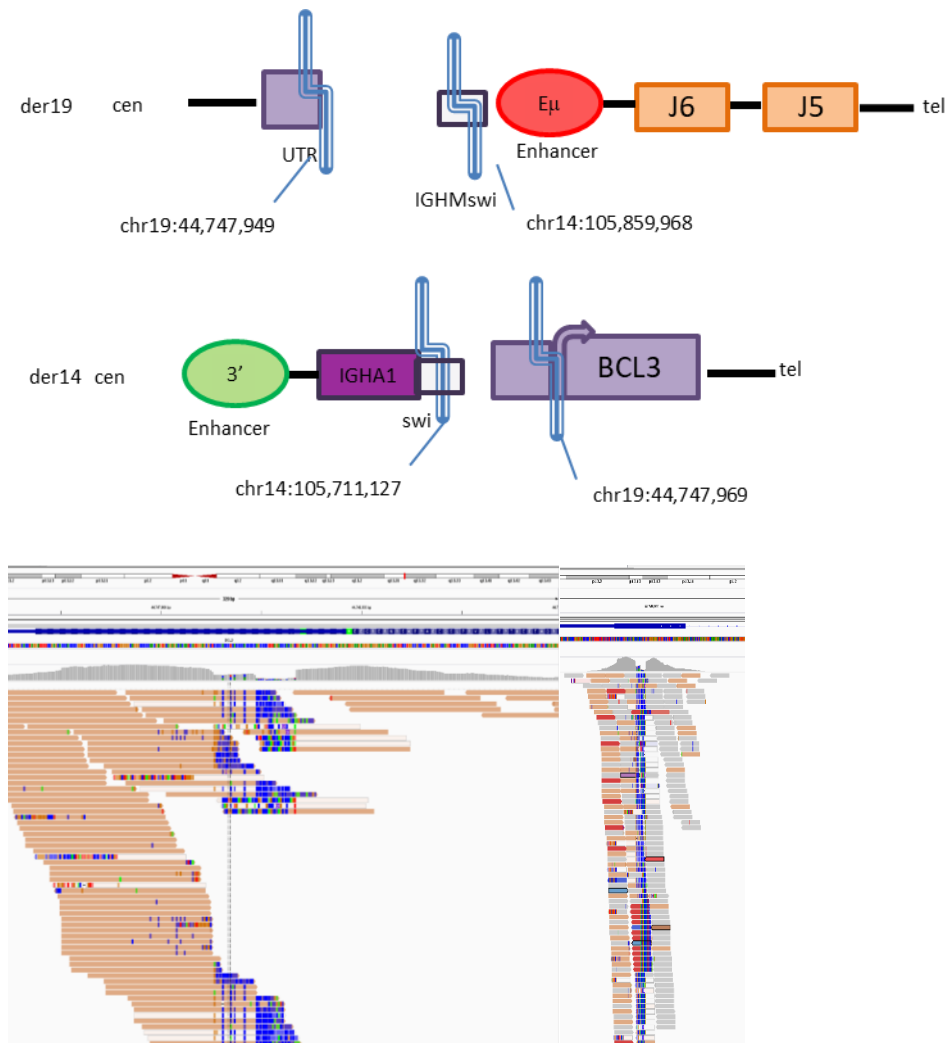 der19 cen Eμ J6 J5 tel
UTR Enhancer
IGHMswi
chr19:44,747,949 chr14:105,859,968
der14 cen 3’ IGHA1 BCL3 tel
Enhancer swi
chr14:105,711,127 chr19:44,747,969